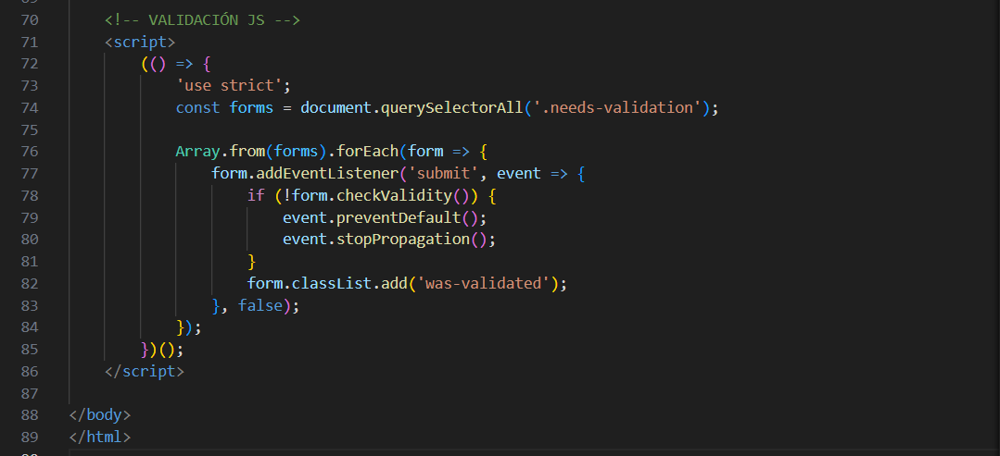 70 <!-- VALIDACIÓN JS -->
71 <script>
72 (() => {
73 'use strict';
74 const forms = document.querySelectorAll('.needs-validation');
75
76 Array.from(forms).forEach(form => {
77 form.addEventListener('submit', event => {
78 if (!form.checkValidity()) {
79 event.preventDefault();
80 event.stopPropagation();
81 }
82 form.classList.add('was-validated');
83 }, false);
84 });
85 })();
86 </script>
87
88 </body>
89 </html>